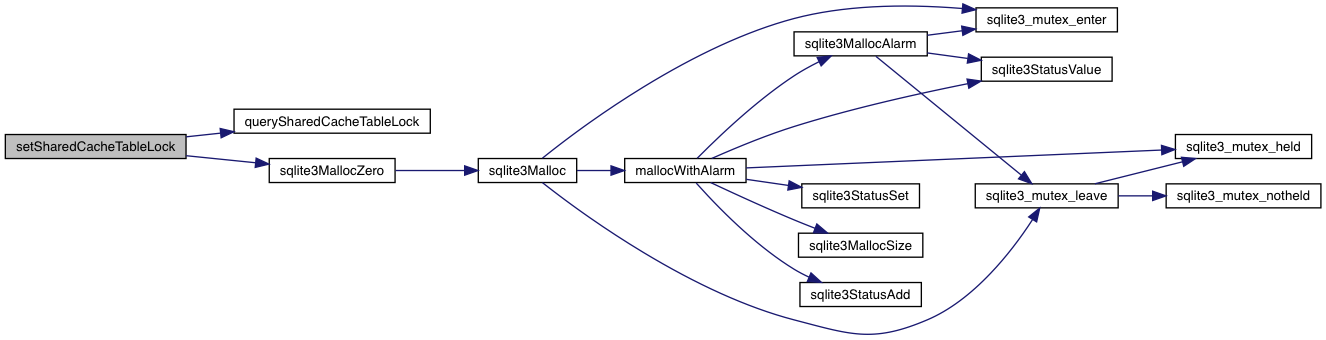 setSharedCacheTableLock
querySharedCacheTableLock
sqlite3MallocZero
sqlite3Malloc
mallocWithAlarm
sqlite3MallocAlarm
sqlite3StatusSet
sqlite3MallocSize
sqlite3StatusAdd
sqlite3_mutex_enter
sqlite3StatusValue
sqlite3_mutex_leave
sqlite3_mutex_held
sqlite3_mutex_notheld